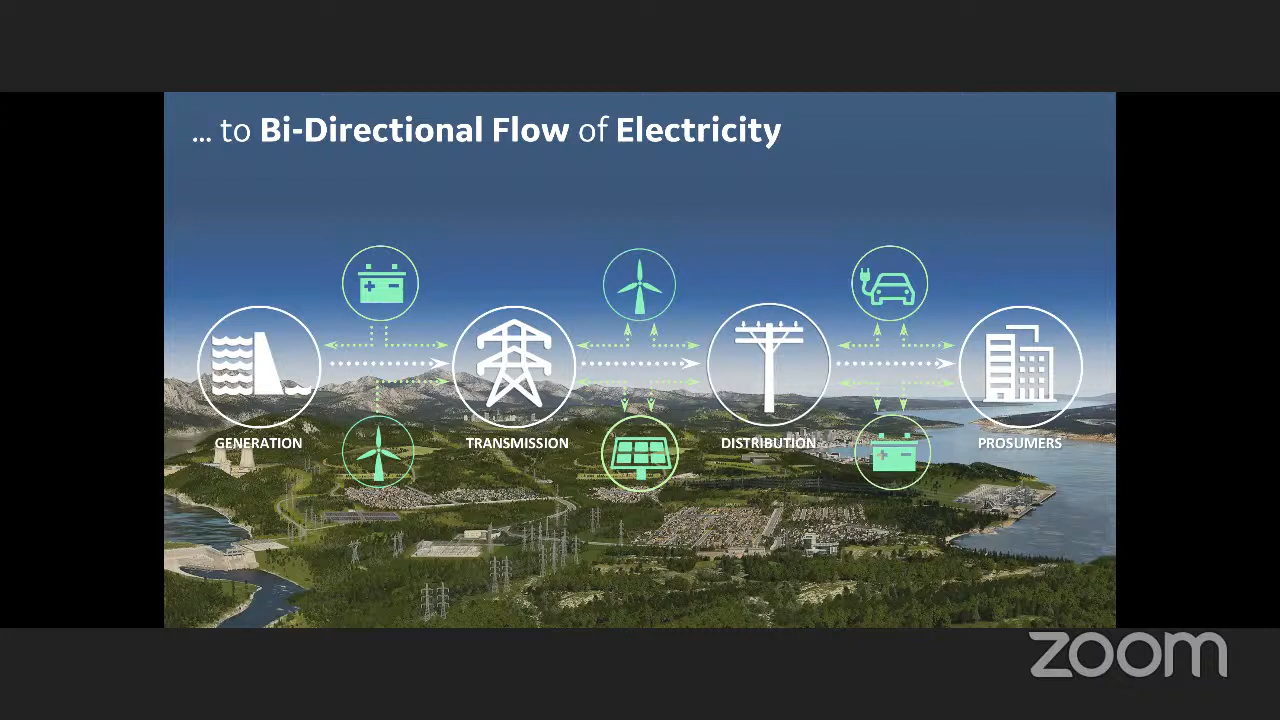 ... to Bi-Directional Flow of Electricity
GENERATION
TRANSMISSION
DISTRIBUTION
PROSUMERS
zoom